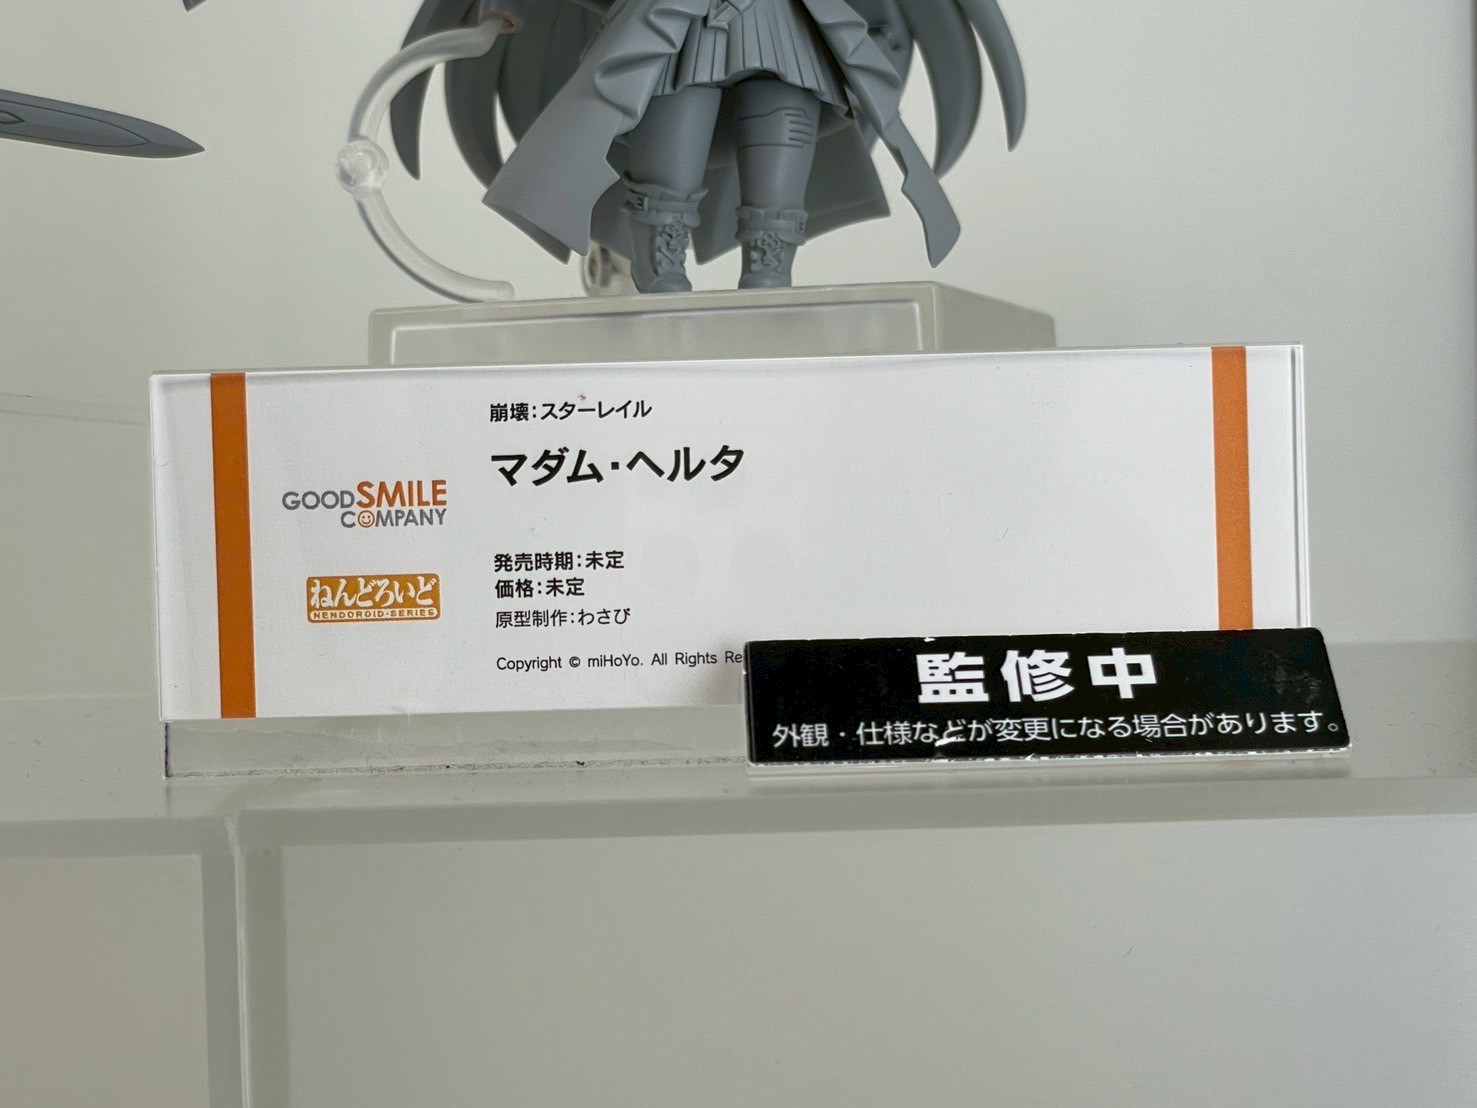 崩壊：スターレイル
マダム・ヘルタ
GOOD SMILE
COMPANY
発売時期：未定
価格：未定
ねんどろいど
NENDOROID SERIES
原型制作：わさび
Copyright © miHoYo. All Rights Re
監修中
外観・仕様などが変更になる場合があります。